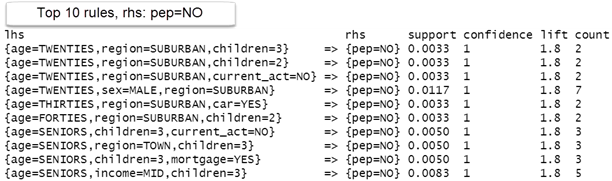 Top 10 rules, rhs: pep=NO
lhs rhs support confidence lift count
{age=TWENTIES,region=SUBURBAN,children=3} => {pep=NO} 0.0033 1 1.8 2
{age=TWENTIES,region=SUBURBAN,children=2} => {pep=NO} 0.0033 1 1.8 2
{age=TWENTIES,region=SUBURBAN,current_act=NO} => {pep=NO} 0.0033 1 1.8 2
{age=TWENTIES,sex=MALE,region=SUBURBAN} => {pep=NO} 0.0117 1 1.8 7
{age=THIRTIES,region=SUBURBAN,car=YES} => {pep=NO} 0.0033 1 1.8 2
{age=FORTIES,region=SUBURBAN,children=2} => {pep=NO} 0.0033 1 1.8 2
{age=SENIORS,children=3,current_act=NO} => {pep=NO} 0.0050 1 1.8 3
{age=SENIORS,region=TOWN,children=3} => {pep=NO} 0.0050 1 1.8 3
{age=SENIORS,children=3,mortgage=YES} => {pep=NO} 0.0050 1 1.8 3
{age=SENIORS,income=MID,children=3} => {pep=NO} 0.0083 1 1.8 5